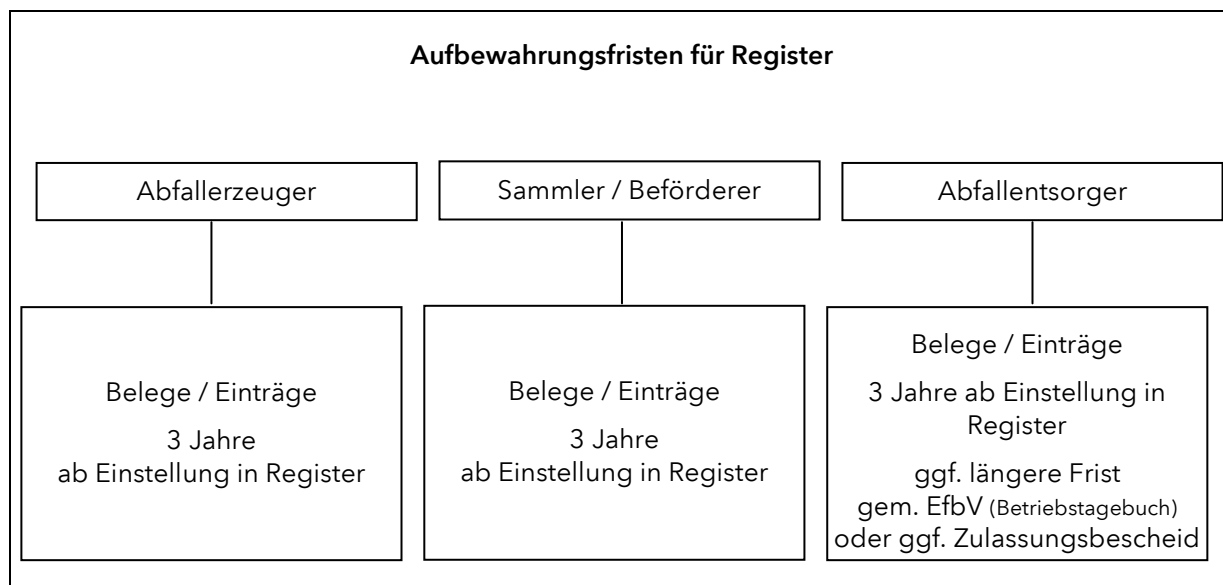 Aufbewahrungsfristen für Register
Abfallerzeuger
Belege / Einträge
3 Jahre
ab Einstellung in Register
Sammler / Beförderer
Belege / Einträge
3 Jahre
ab Einstellung in Register
Abfallentsorger
Belege / Einträge
3 Jahre ab Einstellung in
Register
ggf. längere Frist
gem. EfbV (Betriebstagebuch)
oder ggf. Zulassungsbescheid